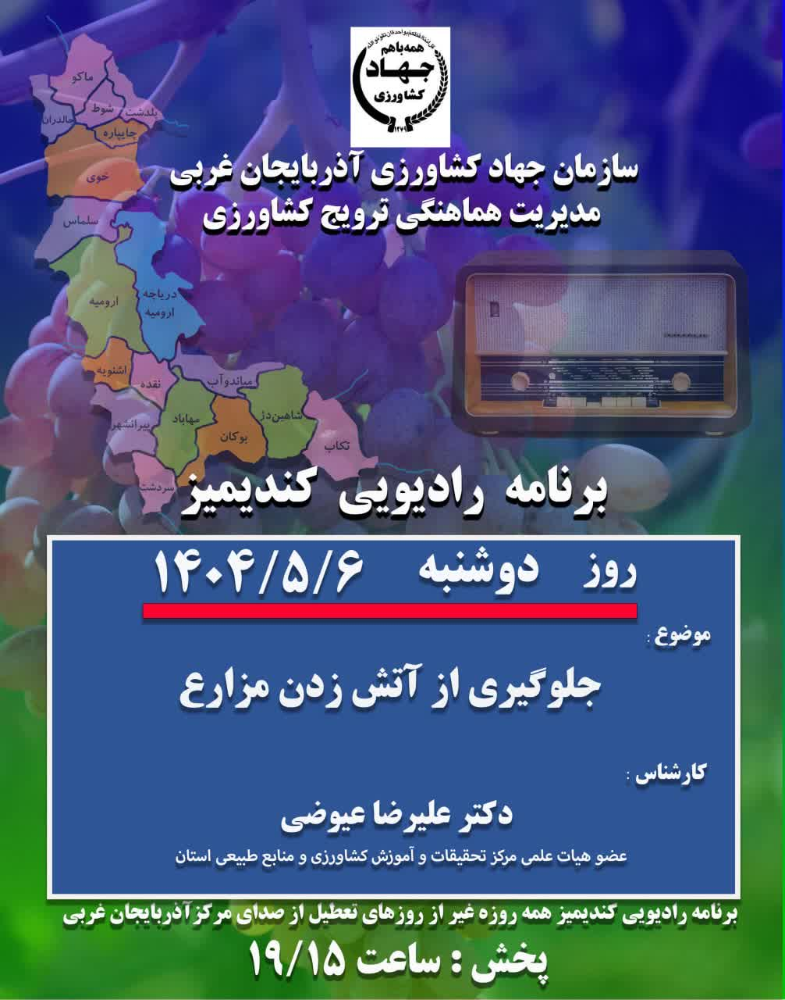 همه با هم
جهاد
کشاورزی
۱۳۷۹
سازمان جهاد کشاورزی آذربایجان غربی
مدیریت هماهنگی ترویج کشاورزی
ماکو
شوط
پلدشت
چالدران
چایپاره
خوی
سلماس
ارومیه
دریاچه
ارومیه
اشنویه
نقده
میاندوآب
شاهین‌دژ
مهاباد
پیرانشهر
بوکان
تکاب
سردشت
برنامه رادیویی کندیمیز
روز دوشنبه ۱۴۰۴/۵/۶
موضوع :
جلوگیری از آتش زدن مزارع
کارشناس :
دکتر علیرضا عیوضی
عضو هیات علمی مرکز تحقیقات و آموزش کشاورزی و منابع طبیعی استان
برنامه رادیویی کندیمیز همه روزه غیر از روزهای تعطیل از صدای مرکز آذربایجان غربی
پخش : ساعت ۱۹/۱۵